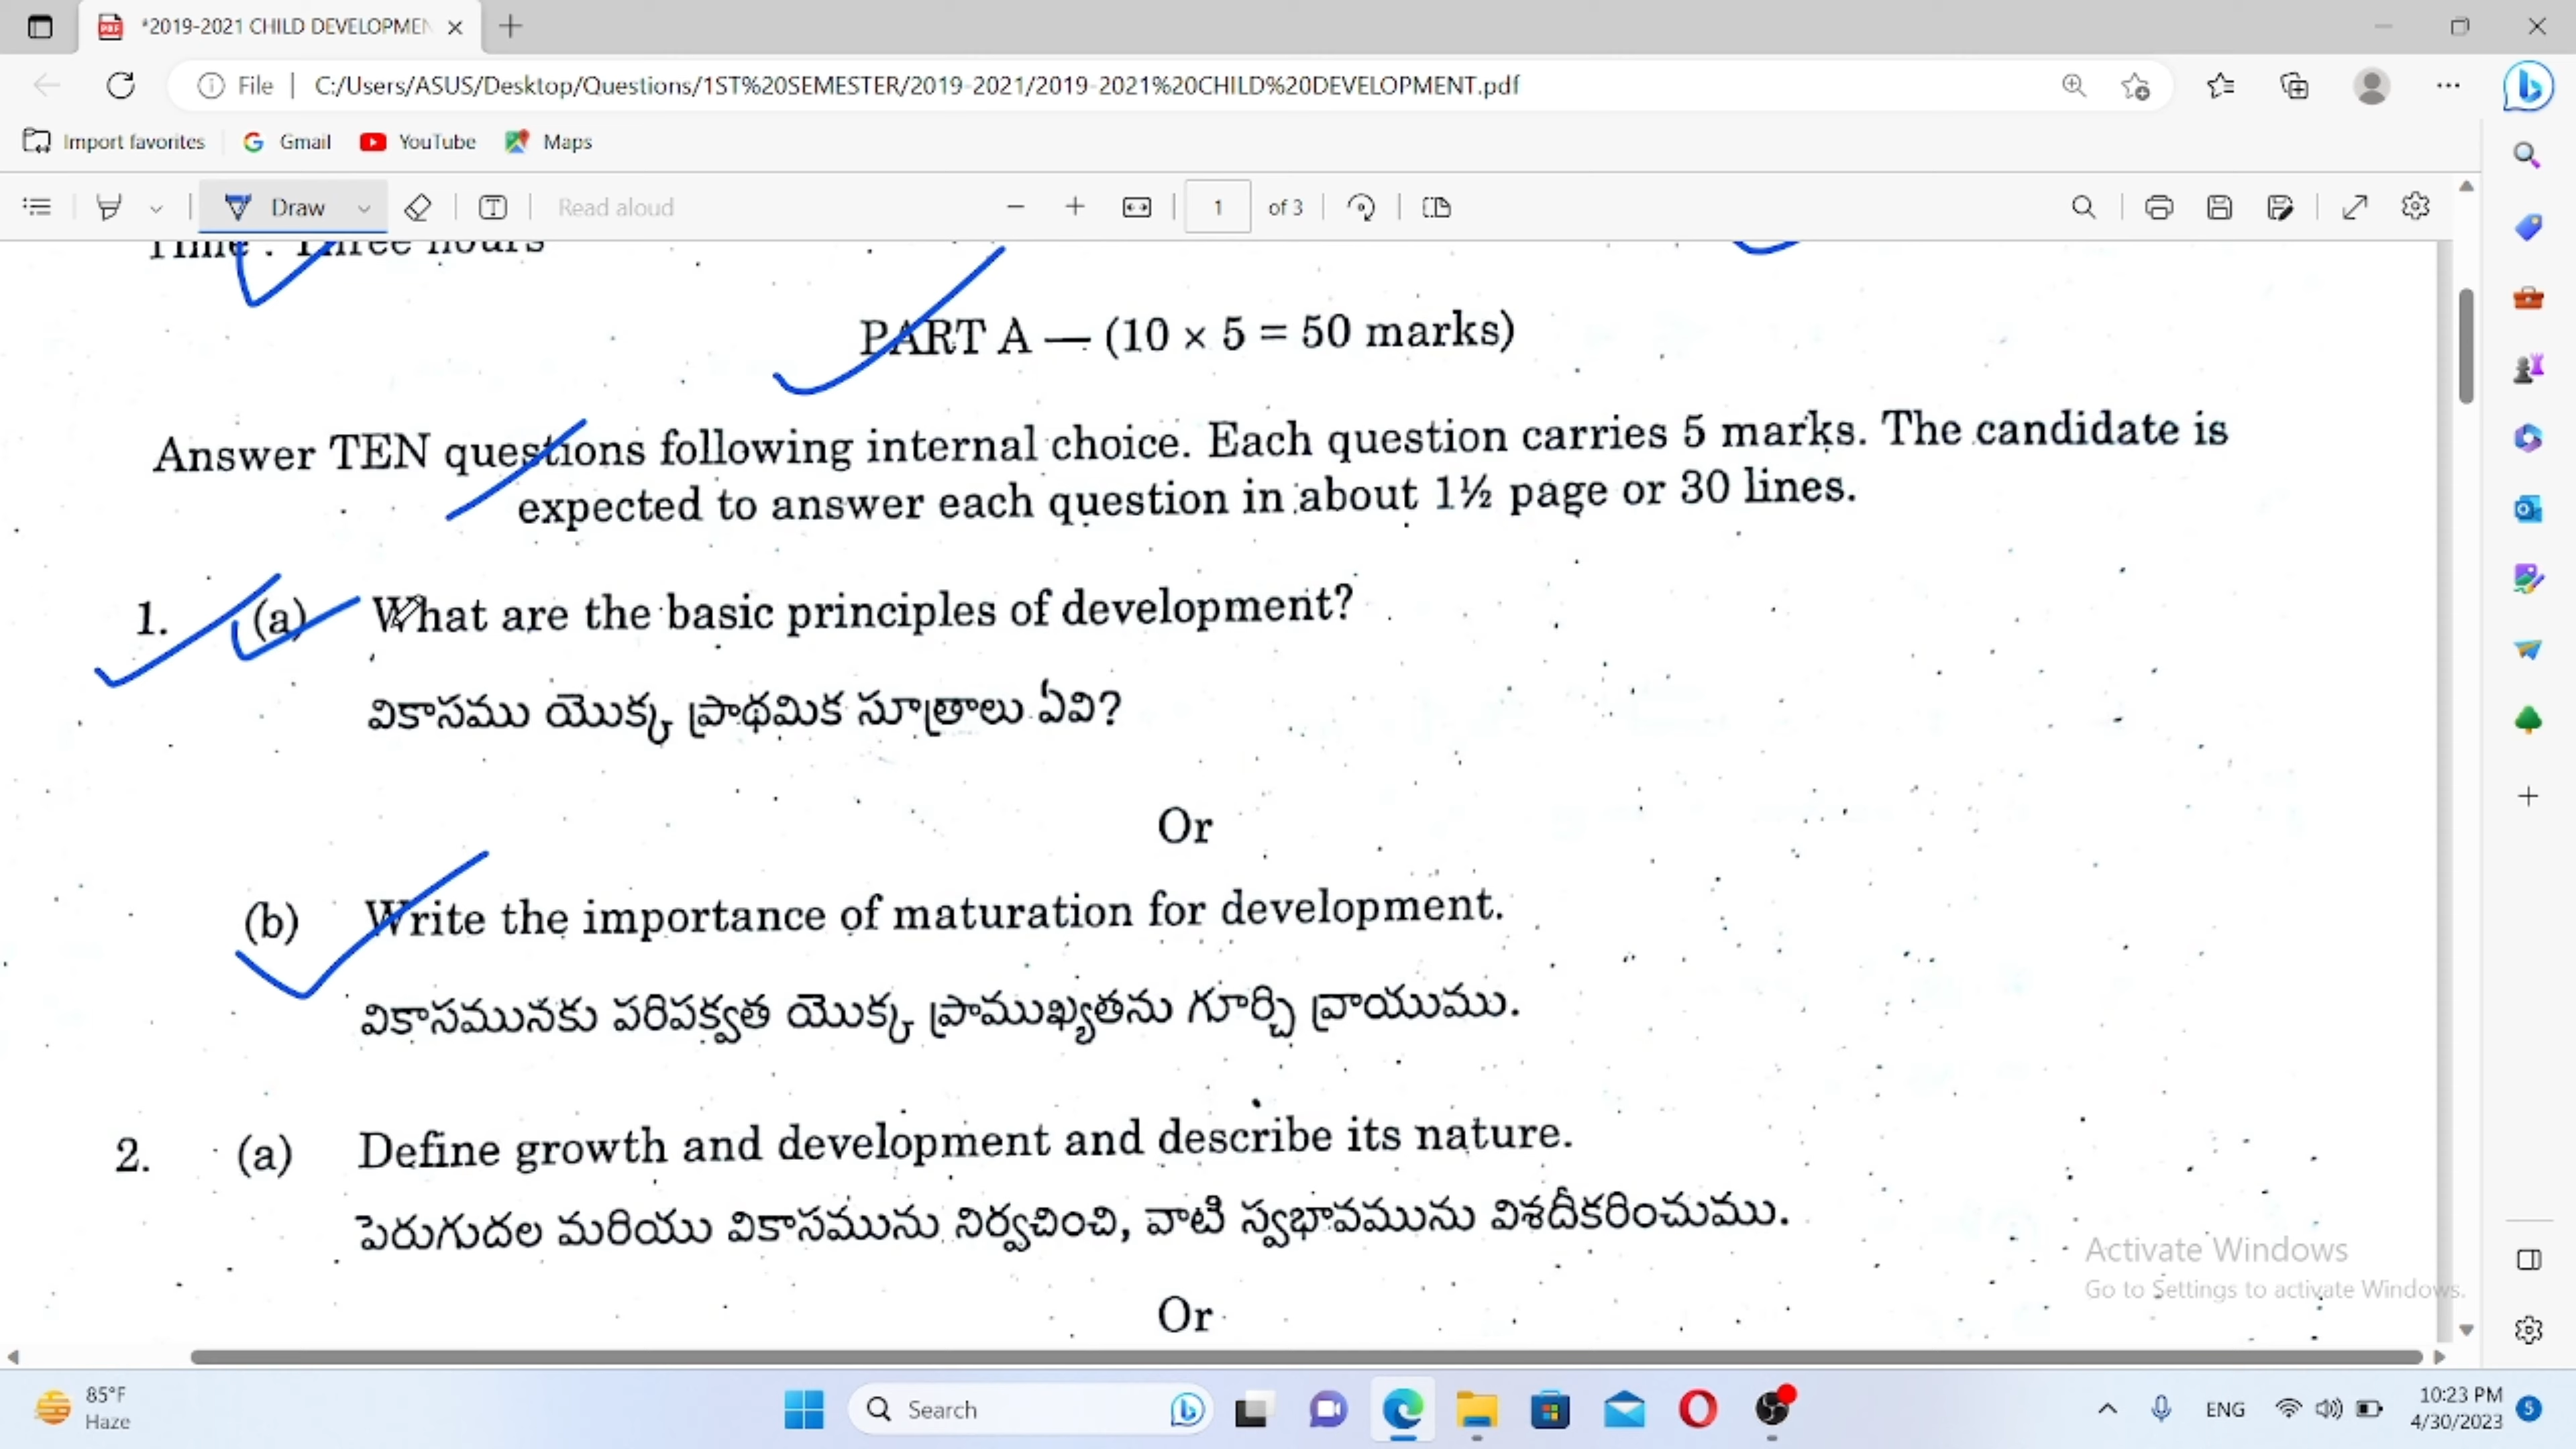 *2019-2021 CHILD DEVELOPMEN
File | C:/Users/ASUS/Desktop/Questions/1ST%20SEMESTER/2019-2021/2019-2021%20CHILD%20DEVELOPMENT.pdf
Import favorites Gmail YouTube Maps
Draw Read aloud 1 of 3
Time : Three hours
PART A — (10 × 5 = 50 marks)
Answer TEN questions following internal choice. Each question carries 5 marks. The candidate is
expected to answer each question in about 1½ page or 30 lines.
1. (a) What are the basic principles of development?
వికాసము యొక్క ప్రాథమిక సూత్రాలు ఏవి?
Or
(b) Write the importance of maturation for development.
వికాసమునకు పరిపక్వత యొక్క ప్రాముఖ్యతను గూర్చి వ్రాయుము.
2. (a) Define growth and development and describe its nature.
పెరుగుదల మరియు వికాసమును నిర్వచించి, వాటి స్వభావమును విశదీకరించుము.
Or
Activate Windows
Go to Settings to activate Windows.
85°F
Haze
Search
ENG
10:23 PM
4/30/2023
5